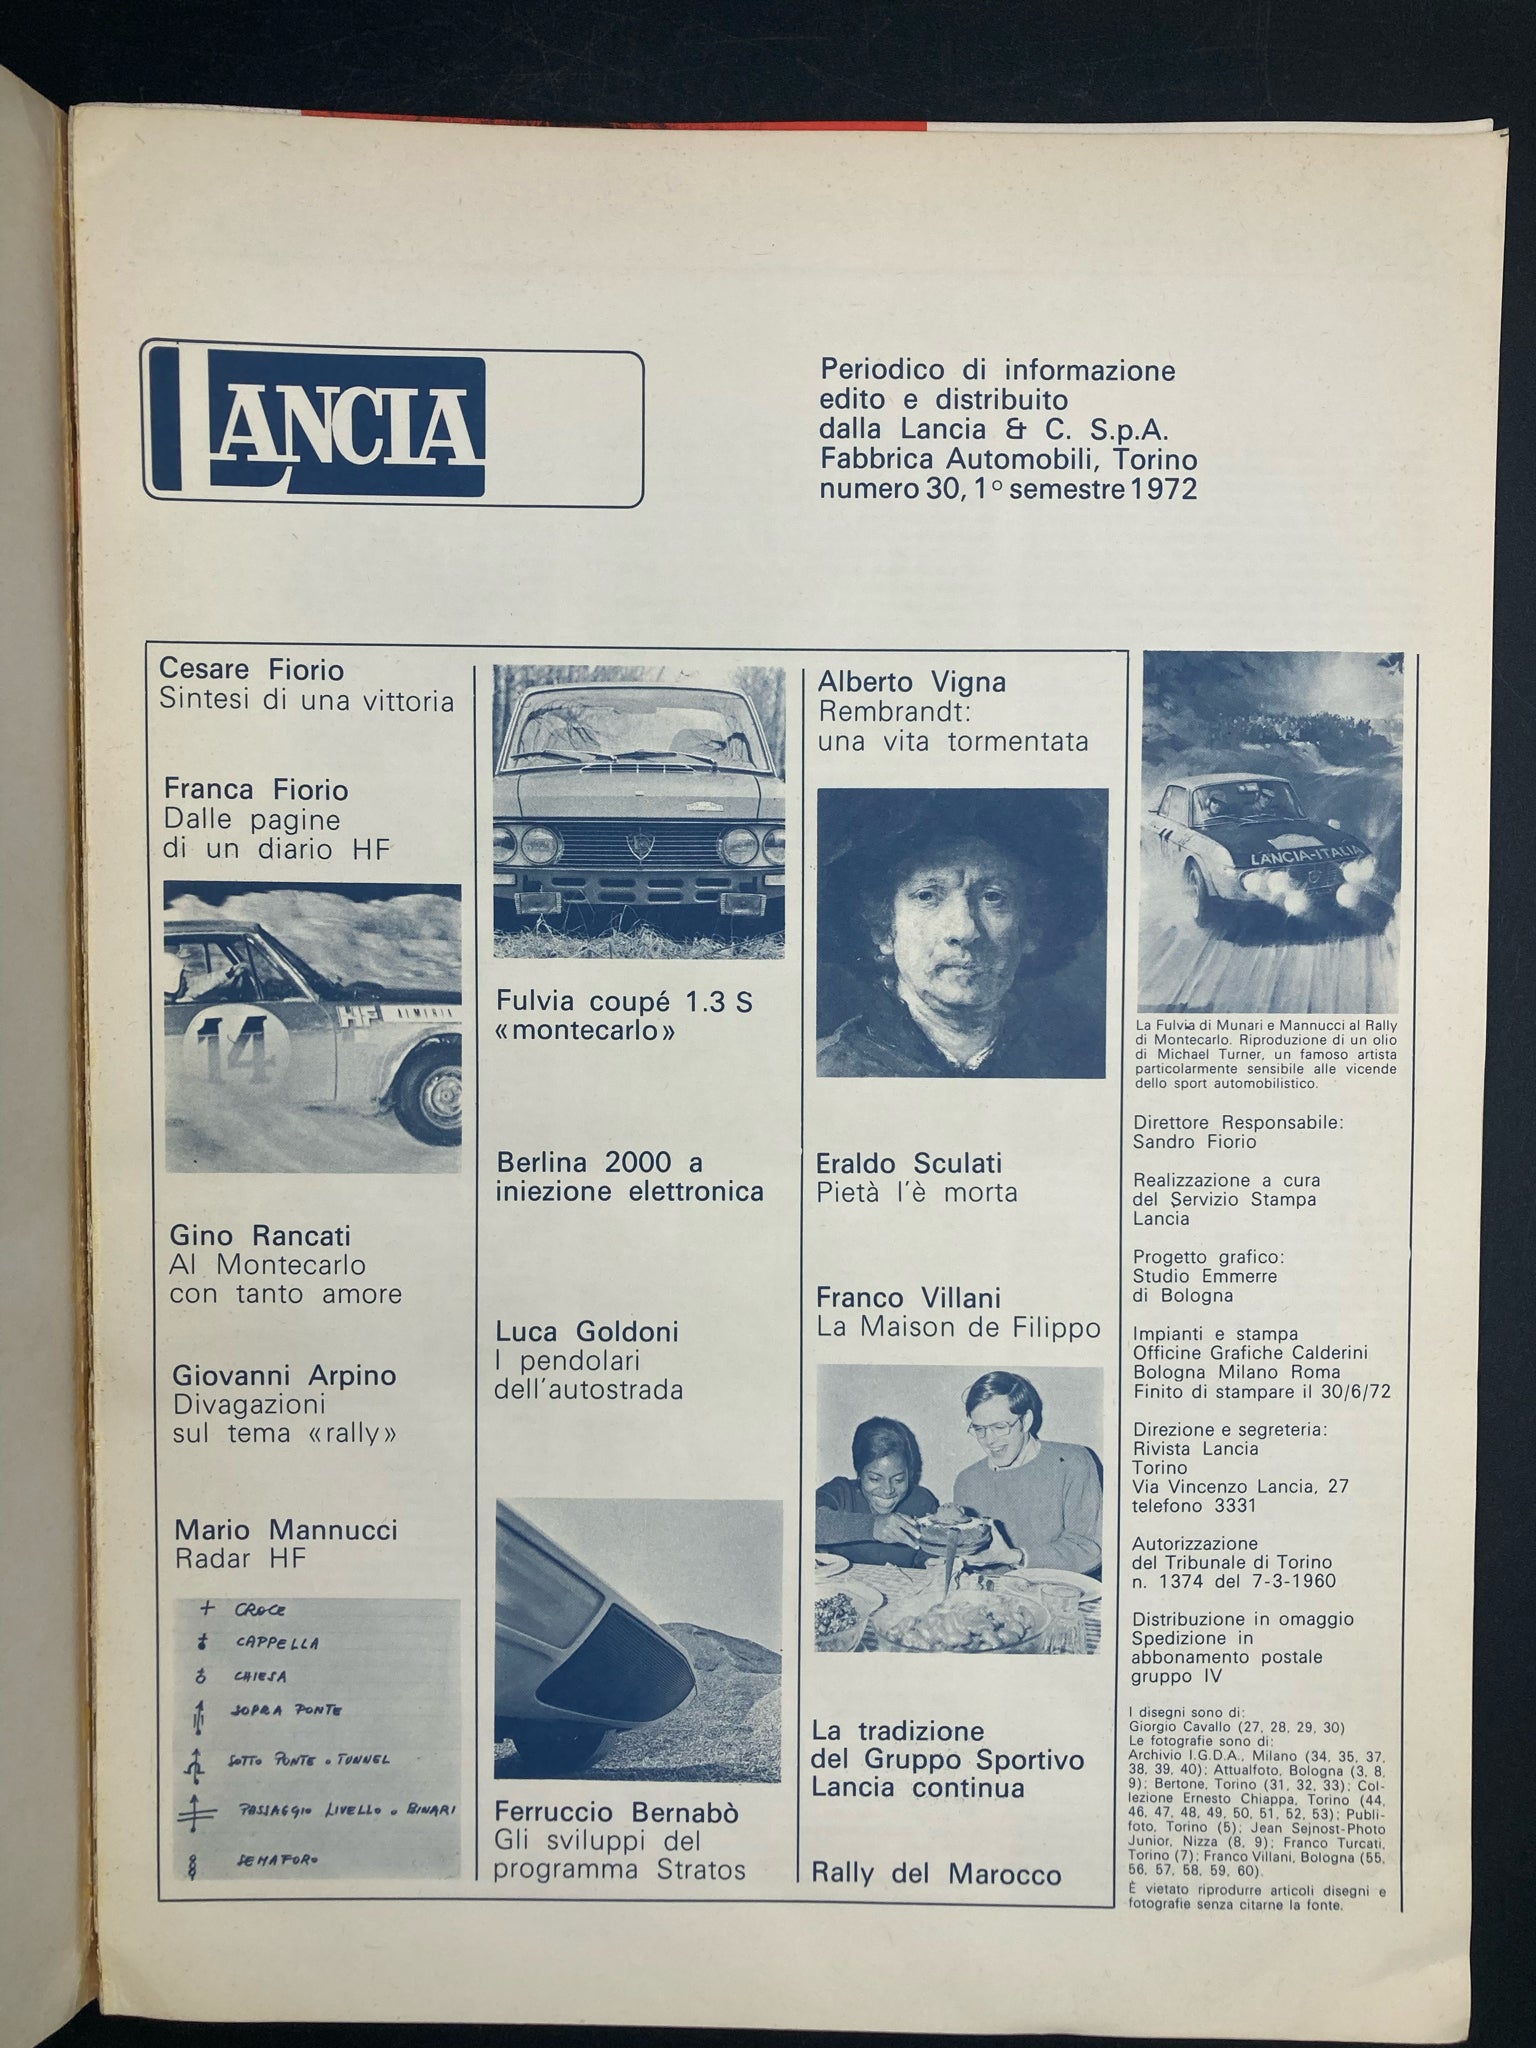 LANCIA
Periodico di informazione
edito e distribuito
dalla Lancia & C. S.p.A.
Fabbrica Automobili, Torino
numero 30, 1° semestre 1972
Cesare Fiorio
Sintesi di una vittoria
Franca Fiorio
Dalle pagine
di un diario HF
14
HF
ALMERIA
Gino Rancati
Al Montecarlo
con tanto amore
Giovanni Arpino
Divagazioni
sul tema «rally»
Mario Mannucci
Radar HF
CROCE
CAPPELLA
CHIESA
SOPRA PONTE
SOTTO PONTE o TUNNEL
PASSAGGIO LIVELLO o BINARI
SEMAFORO
Fulvia coupé 1.3 S
«montecarlo»
Berlina 2000 a
iniezione elettronica
Luca Goldoni
I pendolari
dell'autostrada
Ferruccio Bernabò
Gli sviluppi del
programma Stratos
Alberto Vigna
Rembrandt:
una vita tormentata
Eraldo Sculati
Pietà l'è morta
Franco Villani
La Maison de Filippo
La tradizione
del Gruppo Sportivo
Lancia continua
Rally del Marocco
LANCIA-ITALIA
La Fulvia di Munari e Mannucci al Rally
di Montecarlo. Riproduzione di un olio
di Michael Turner, un famoso artista
particolarmente sensibile alle vicende
dello sport automobilistico.
Direttore Responsabile:
Sandro Fiorio
Realizzazione a cura
del Servizio Stampa
Lancia
Progetto grafico:
Studio Emmerre
di Bologna
Impianti e stampa
Officine Grafiche Calderini
Bologna Milano Roma
Finito di stampare il 30/6/72
Direzione e segreteria:
Rivista Lancia
Torino
Via Vincenzo Lancia, 27
telefono 3331
Autorizzazione
del Tribunale di Torino
n. 1374 del 7-3-1960
Distribuzione in omaggio
Spedizione in
abbonamento postale
gruppo IV
I disegni sono di:
Giorgio Cavallo (27, 28, 29, 30)
Le fotografie sono di:
Archivio I.G.D.A., Milano (34, 35, 37,
38, 39, 40); Attualfoto, Bologna (3, 8,
9); Bertone, Torino (31, 32, 33); Col-
lezione Ernesto Chiappa, Torino (44,
46, 47, 48, 49, 50, 51, 52, 53); Publi-
foto, Torino (5); Jean Sejnost-Photo
Junior, Nizza (8, 9); Franco Turcati,
Torino (7); Franco Villani, Bologna (55,
56, 57, 58, 59, 60).
È vietato riprodurre articoli disegni e
fotografie senza citarne la fonte.